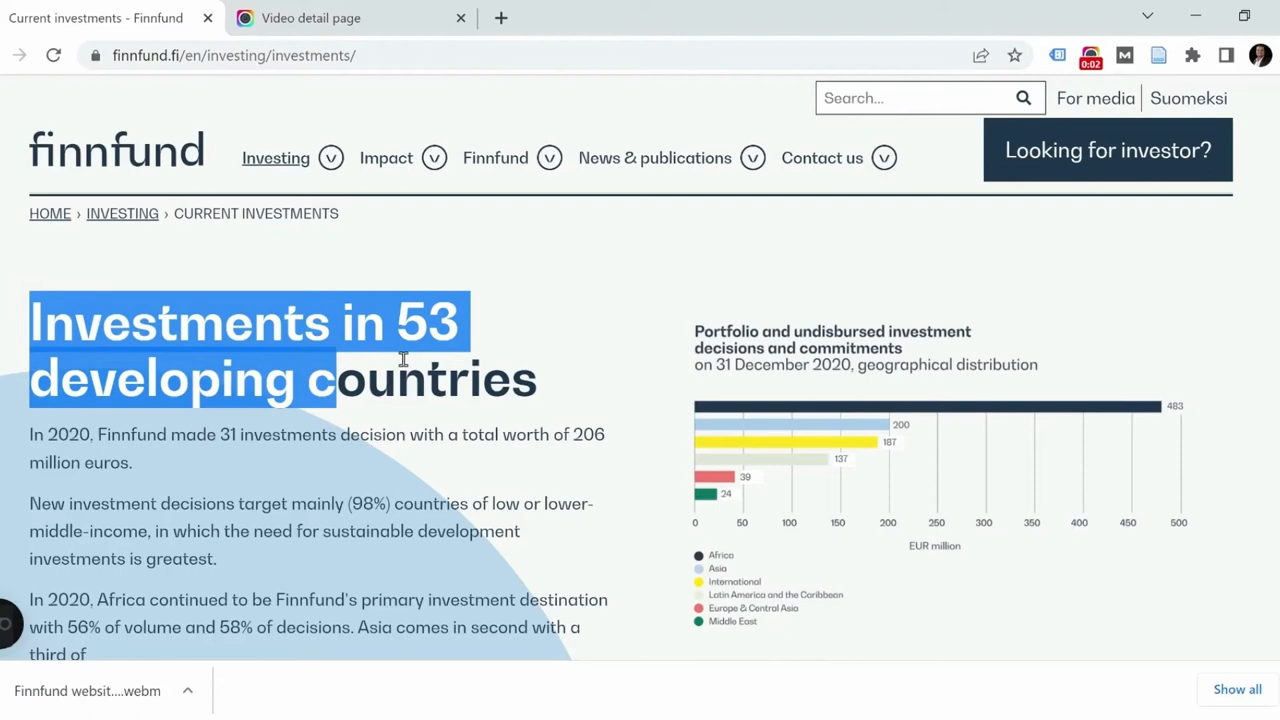 Current investments - Finnfund
Video detail page
finnfund.fi/en/investing/investments/
0:02
M
Search...
For media
Suomeksi
finnfund
Investing
Impact
Finnfund
News & publications
Contact us
Looking for investor?
HOME › INVESTING › CURRENT INVESTMENTS
Investments in 53
developing countries
In 2020, Finnfund made 31 investments decision with a total worth of 206
million euros.
New investment decisions target mainly (98%) countries of low or lower-
middle-income, in which the need for sustainable development
investments is greatest.
In 2020, Africa continued to be Finnfund's primary investment destination
with 56% of volume and 58% of decisions. Asia comes in second with a
third of
Portfolio and undisbursed investment
decisions and commitments
on 31 December 2020, geographical distribution
483
200
187
137
39
24
0 50 100 150 200 250 300 350 400 450 500
EUR million
Africa
Asia
International
Latin America and the Caribbean
Europe & Central Asia
Middle East
Finnfund websit....webm
Show all